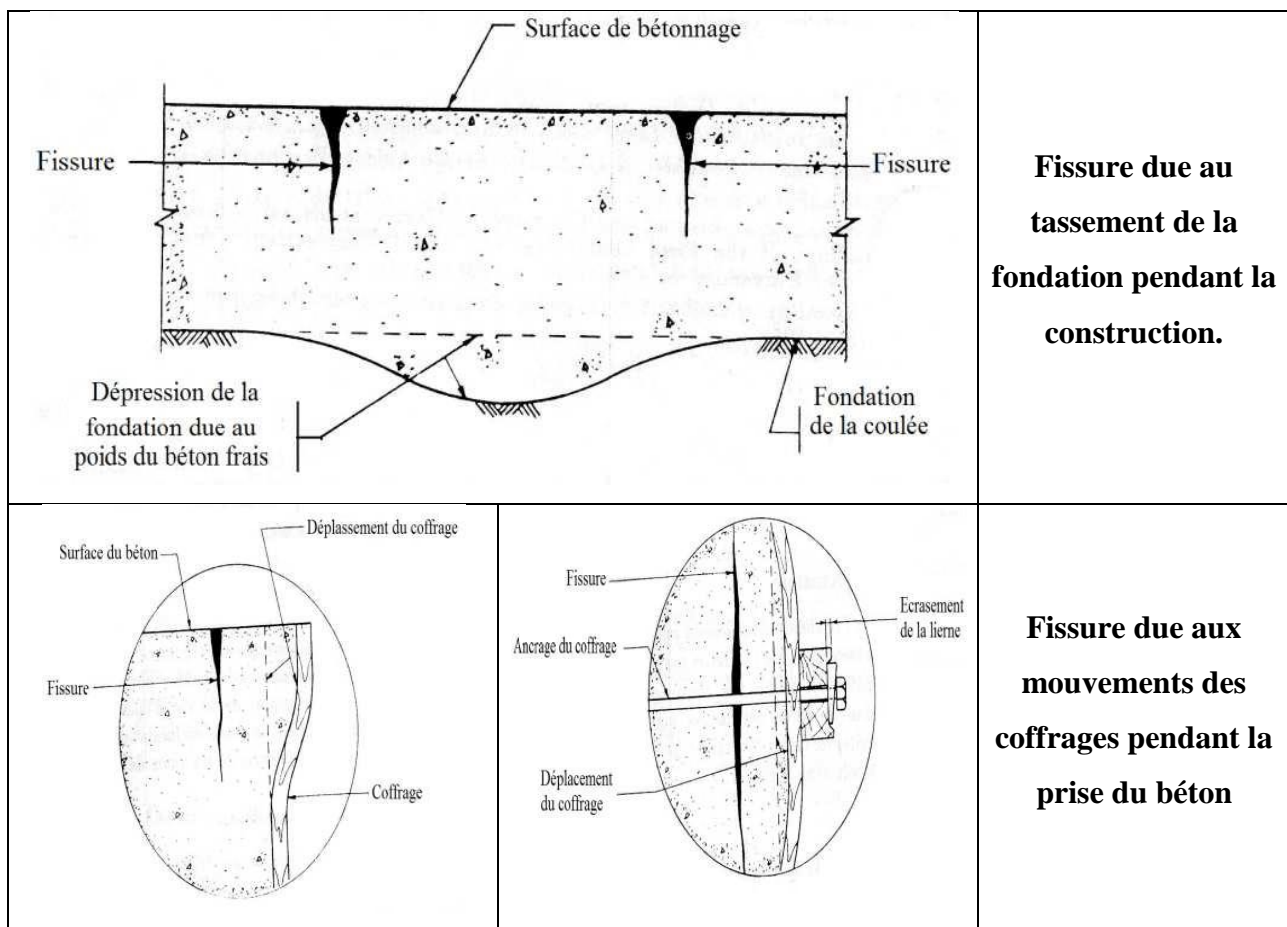 Surface de bétonnage
Fissure
Fissure
Dépression de la
fondation due au
poids du béton frais
Fondation
de la coulée
Fissure due au
tassement de la
fondation pendant la
construction.
Déplassement du coffrage
Surface du béton
Fissure
Coffrage
Fissure
Ecrasement
de la lierne
Ancrage du coffrage
Déplacement
du coffrage
Fissure due aux
mouvements des
coffrages pendant la
prise du béton